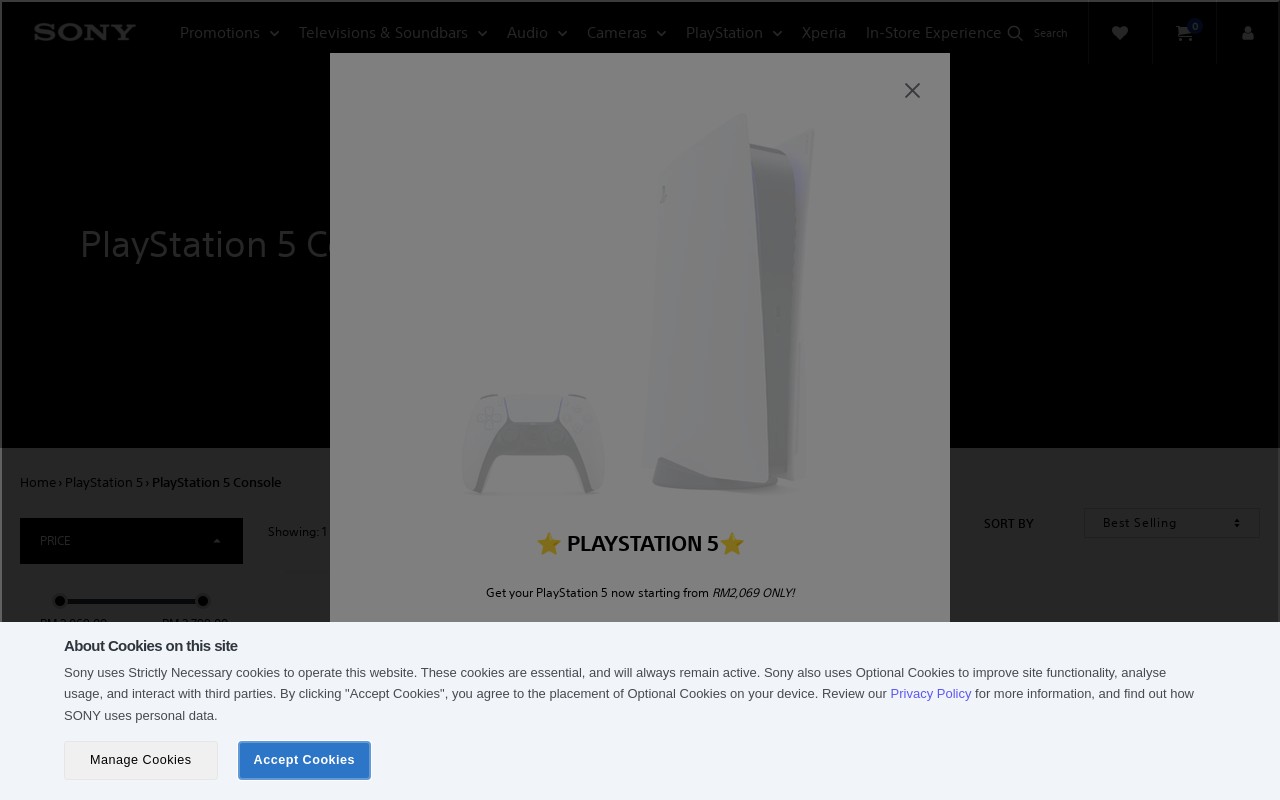 SONY
Promotions
Televisions & Soundbars
Audio
Cameras
PlayStation
Xperia
In-Store Experience
Search
0
PlayStation 5
Home › PlayStation 5 › PlayStation 5 Console
PRICE
Showing: 1
SORT BY
Best Selling
⭐ PLAYSTATION 5⭐
Get your PlayStation 5 now starting from RM2,069 ONLY!
About Cookies on this site
Sony uses Strictly Necessary cookies to operate this website. These cookies are essential, and will always remain active. Sony also uses Optional Cookies to improve site functionality, analyse
usage, and interact with third parties. By clicking "Accept Cookies", you agree to the placement of Optional Cookies on your device. Review our Privacy Policy for more information, and find out how
SONY uses personal data.
Manage Cookies
Accept Cookies